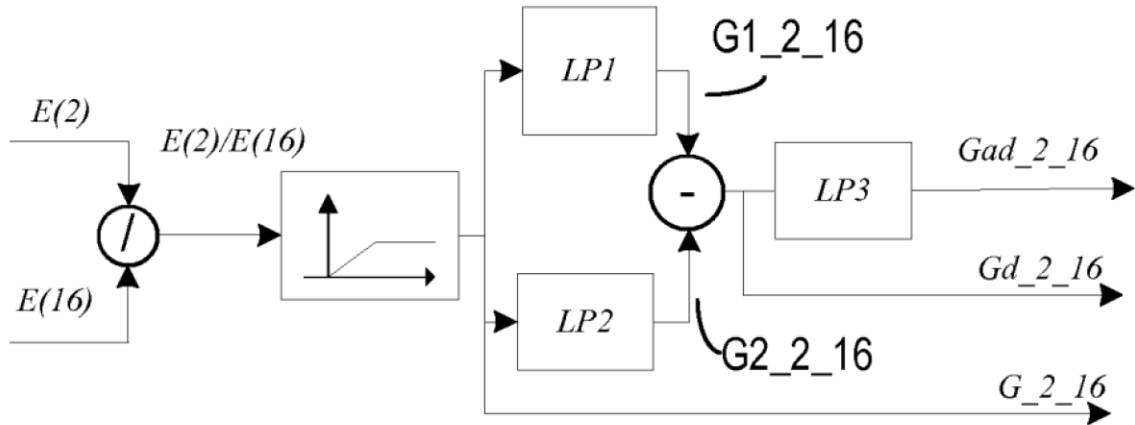 G1_2_16
LP1
E(2)
E(2)/E(16)
Gad_2_16
/
-
LP3
Gd_2_16
E(16)
LP2
G2_2_16
G_2_16